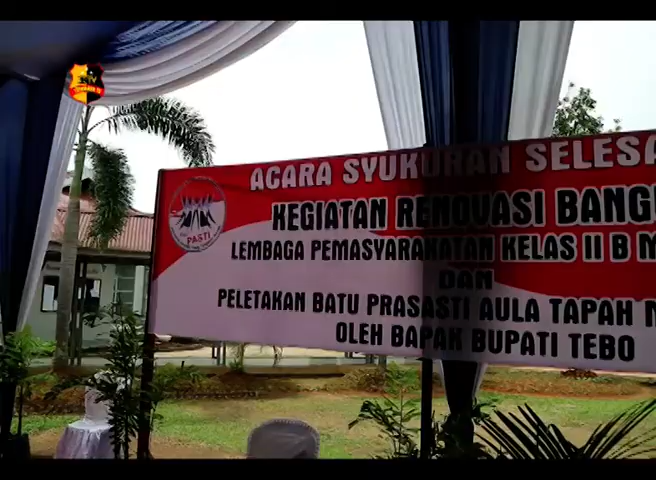 TV
ACARA SYUKURAN SELESA
KEGIATAN RENOVASI BANG
LEMBAGA PEMASYARAKATAN KELAS II B M
DAN
PELETAKAN BATU PRASASTI AULA TAPAH
OLEH BAPAK BUPATI TEBO
PASTI